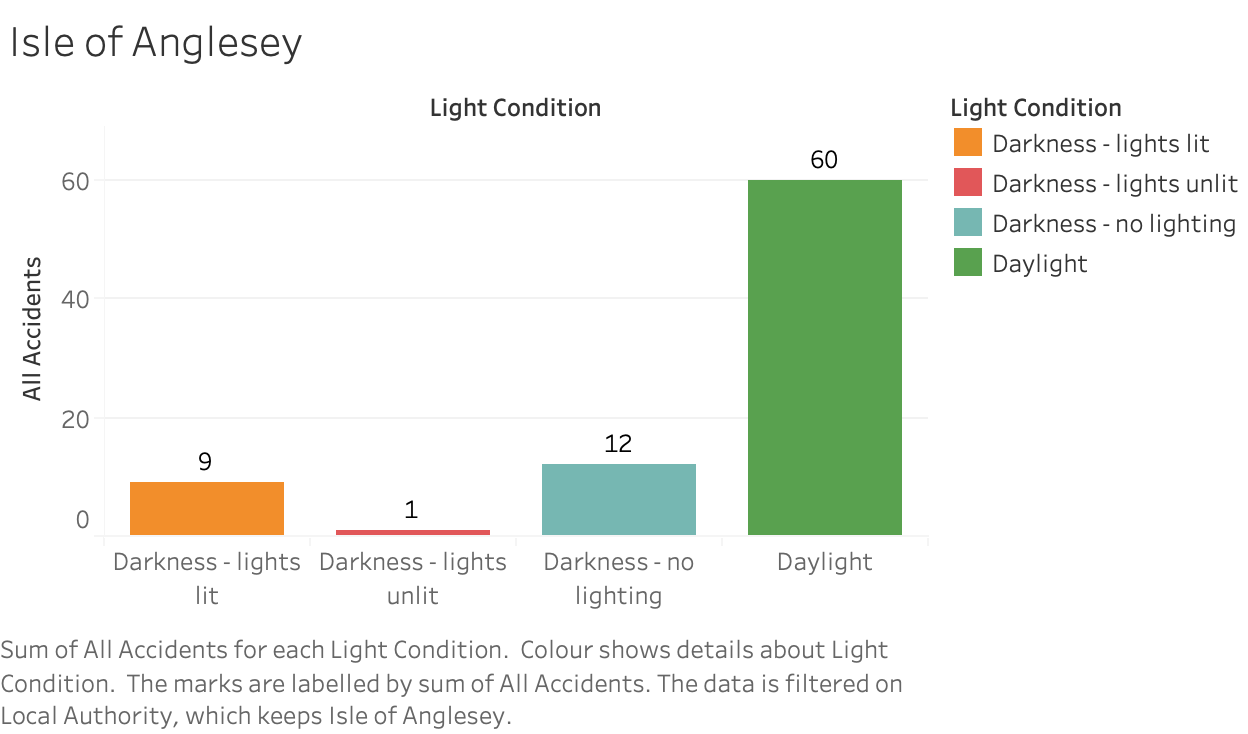 Isle of Anglesey
Light Condition
All Accidents
60
40
20
0
9
1
12
60
Darkness - lights
lit
Darkness - lights
unlit
Darkness - no
lighting
Daylight
Light Condition
Darkness - lights lit
Darkness - lights unlit
Darkness - no lighting
Daylight
Sum of All Accidents for each Light Condition.  Colour shows details about Light
Condition.  The marks are labelled by sum of All Accidents. The data is filtered on
Local Authority, which keeps Isle of Anglesey.